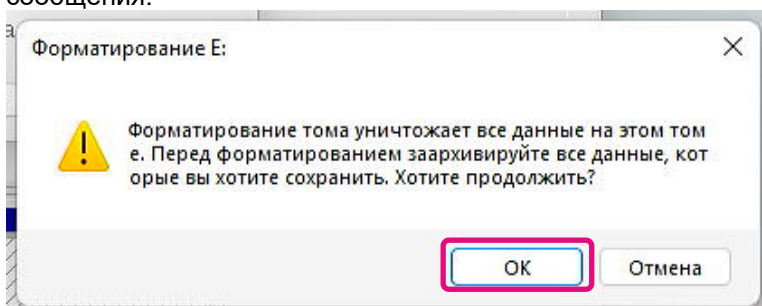 сообщения.
Форматирование E:
Форматирование тома уничтожает все данные на этом том
е. Перед форматированием заархивируйте все данные, кот
орые вы хотите сохранить. Хотите продолжить?
ОК
Отмена